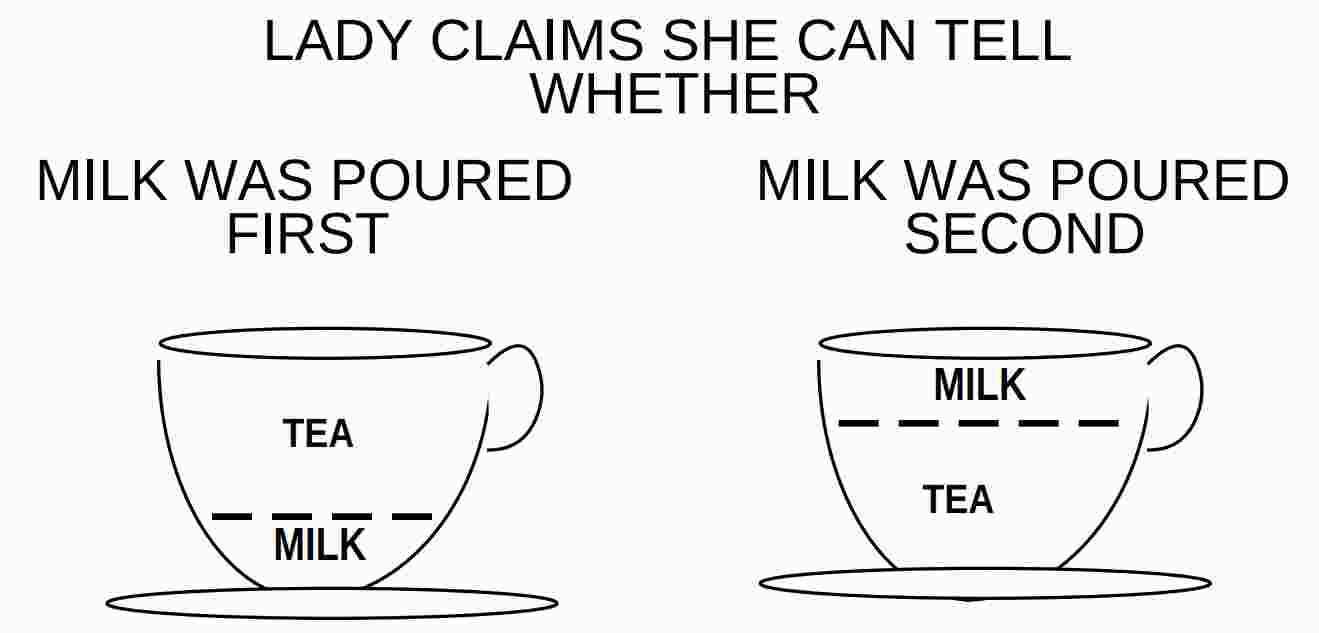 LADY CLAIMS SHE CAN TELL
WHETHER
MILK WAS POURED
FIRST
MILK WAS POURED
SECOND
TEA
MILK
MILK
TEA